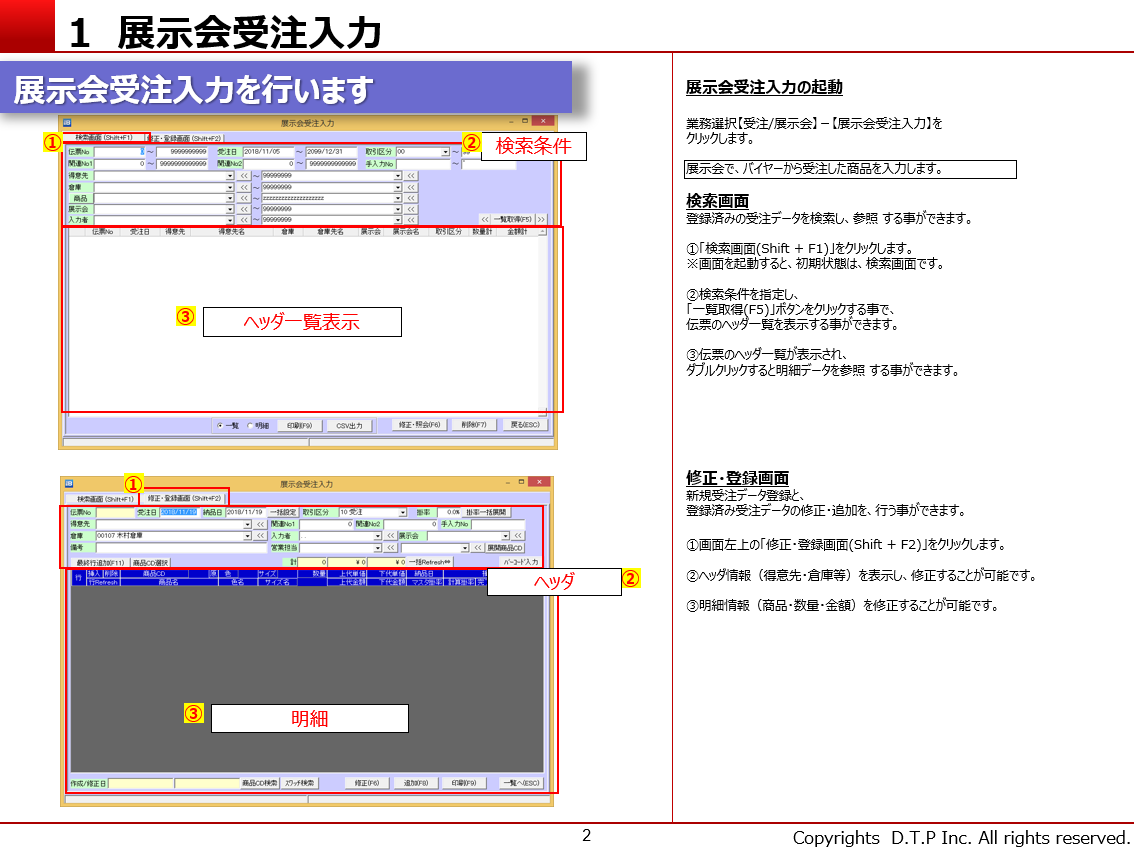 1 展示会受注入力
展示会受注入力を行います
展示会受注入力
検索画面 (Shift+F1) 修正・登録画面 (Shift+F2)
①
②
検索条件
伝票No 1 ～ 9999999999 受注日 2018/11/05 ～ 2099/12/31 取引区分 00 ～
関連No1 0 ～ 999999999999 関連No2 0 ～ 999999999999 手入力No ～
得意先 << ～ 99999999 <<
倉庫 << ～ 99999999 <<
商品 << ～ zzzzzzzzzzzzzzzzzzzz <<
展示会 << ～ 99999999 <<
入力者 << ～ 99999999 << << 一覧取得(F5) >>
伝票No 受注日 得意先 得意先名 倉庫 倉庫先名 展示会 展示会名 取引区分 数量計 金額計
③ ヘッダ一覧表示
一覧 明細 印刷(F9) CSV出力 修正・照会(F6) 削除(F7) 戻る(ESC)
①
展示会受注入力
検索画面 (Shift+F1) 修正・登録画面 (Shift+F2)
伝票No 受注日 2018/11/19 納品日 2018/11/19 一括設定 取引区分 10 受注 掛率 0.0% 掛率一括展開
得意先 << 関連No1 0 関連No2 0 手入力No
倉庫 00107 木村倉庫 << 入力者 << 展示会 <<
備考 営業担当 << << 展開商品CD
最終行追加(F11) 商品CD選択 計 0 ¥0 ¥0 一括Refresh** バーコード入力
行 挿入 削除 商品CD 原 色 サイズ 数量 上代単価 下代単価 納品日
行Refresh 商品名 色名 サイズ名 上代金額 下代金額 マスタ掛率 計算掛率 完
ヘッダ ②
③ 明細
作成/修正日 商品CD検索 スワッチ検索 修正(F6) 追加(F8) 印刷(F9) 一覧へ(ESC)
展示会受注入力の起動
業務選択【受注/展示会】－【展示会受注入力】を
クリックします。
展示会で、バイヤーから受注した商品を入力します。
検索画面
登録済みの受注データを検索し、参照 する事ができます。
①「検索画面(Shift + F1)」をクリックします。
※画面を起動すると、初期状態は、検索画面です。
②検索条件を指定し、
「一覧取得(F5)」ボタンをクリックする事で、
伝票のヘッダ一覧を表示する事ができます。
③伝票のヘッダ一覧が表示され、
ダブルクリックすると明細データを参照 する事ができます。
修正・登録画面
新規受注データ登録と、
登録済み受注データの修正・追加を、行う事ができます。
①画面左上の「修正・登録画面(Shift + F2)」をクリックします。
②ヘッダ情報（得意先・倉庫等）を表示し、修正することが可能です。
③明細情報（商品・数量・金額）を修正することが可能です。
2
Copyrights D.T.P Inc. All rights reserved.